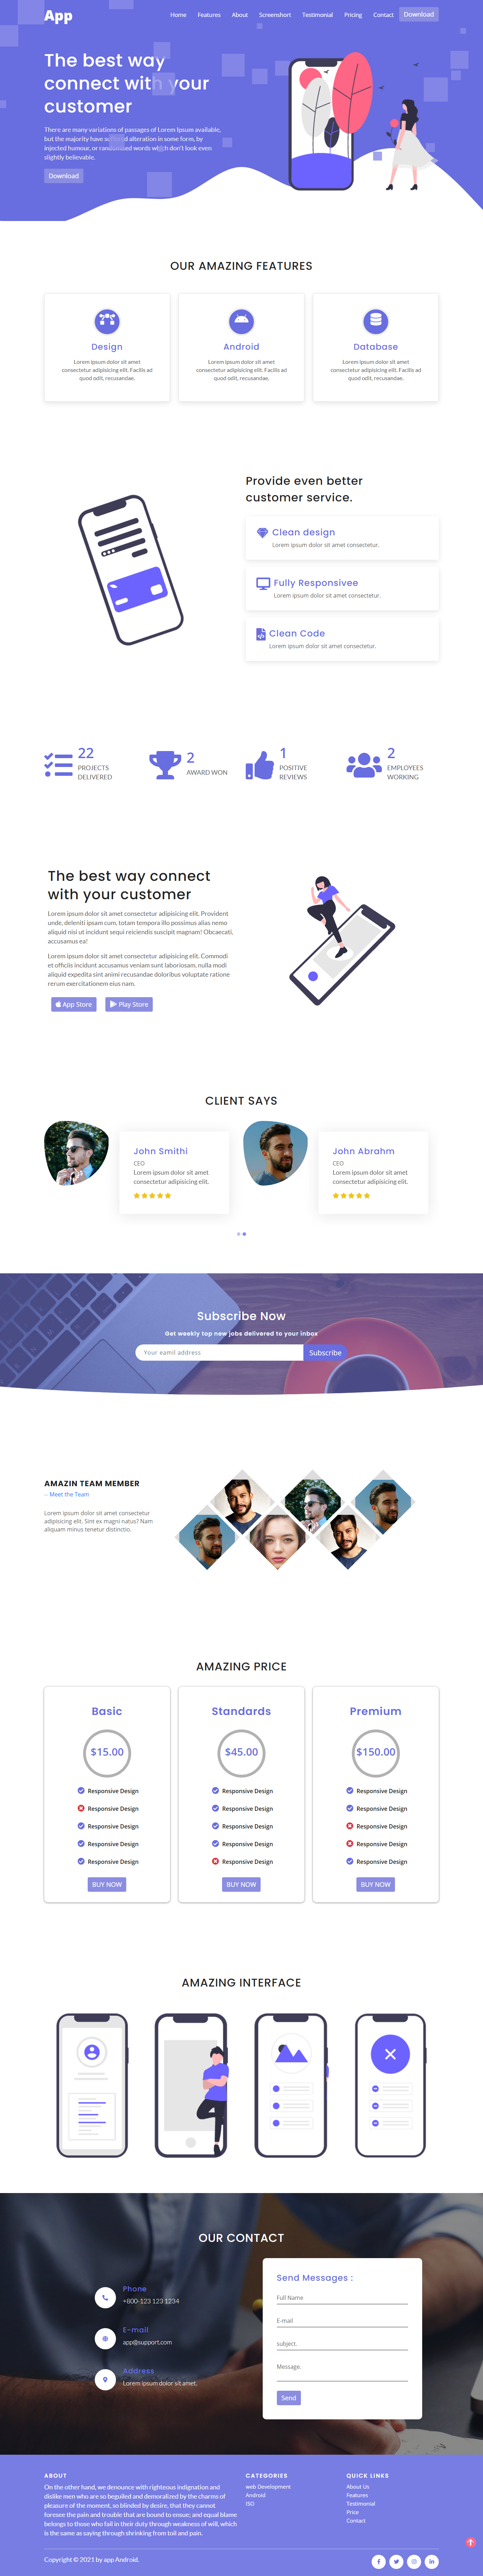 App
Home Features About Screenshort Testimonial Pricing Contact Download
The best way
connect with your
customer
There are many variations of passages of Lorem Ipsum available,
but the majority have suffered alteration in some form, by
injected humour, or randomised words which don't look even
slightly believable.
Download
OUR AMAZING FEATURES
Design
Lorem ipsum dolor sit amet
consectetur adipisicing elit. Facilis ad
quod odit, recusandae.
Android
Lorem ipsum dolor sit amet
consectetur adipisicing elit. Facilis ad
quod odit, recusandae.
Database
Lorem ipsum dolor sit amet
consectetur adipisicing elit. Facilis ad
quod odit, recusandae.
Provide even better
customer service.
Clean design
Lorem ipsum dolor sit amet consectetur.
Fully Responsivee
Lorem ipsum dolor sit amet consectetur.
Clean Code
Lorem ipsum dolor sit amet consectetur.
22
PROJECTS
DELIVERED
2
AWARD WON
1
POSITIVE
REVIEWS
2
EMPLOYEES
WORKING
The best way connect
with your customer
Lorem ipsum dolor sit amet consectetur adipisicing elit. Provident
unde, deleniti ipsum cum, totam tempora illo possimus alias nemo
aliquid nisi ut incidunt sequi reiciendis suscipit magnam! Obcaecati,
accusamus ea!
Lorem ipsum dolor sit amet consectetur adipisicing elit. Commodi
et officiis incidunt accusamus veniam sunt laboriosam, nulla modi
aliquid expedita sint animi recusandae doloribus voluptate ratione
rerum exercitationem eius nam.
App Store
Play Store
CLIENT SAYS
John Smithi
CEO
Lorem ipsum dolor sit amet
consectetur adipisicing elit.
John Abrahm
CEO
Lorem ipsum dolor sit amet
consectetur adipisicing elit.
Subscribe Now
Get weekly top new jobs delivered to your inbox
Your eamil address
Subscribe
AMAZIN TEAM MEMBER
-- Meet the Team
Lorem ipsum dolor sit amet consectetur
adipisicing elit. Sint ex magni natus? Nam
aliquam minus tenetur distinctio.
AMAZING PRICE
Basic
$15.00
Responsive Design
Responsive Design
Responsive Design
Responsive Design
Responsive Design
BUY NOW
Standards
$45.00
Responsive Design
Responsive Design
Responsive Design
Responsive Design
Responsive Design
BUY NOW
Premium
$150.00
Responsive Design
Responsive Design
Responsive Design
Responsive Design
Responsive Design
BUY NOW
AMAZING INTERFACE
OUR CONTACT
Phone
+800-123 123 1234
E-mail
app@support.com
Address
Lorem ipsum dolor sit amet.
Send Messages :
Full Name
E-mail
subject.
Message.
Send
ABOUT
On the other hand, we denounce with righteous indignation and
dislike men who are so beguiled and demoralized by the charms of
pleasure of the moment, so blinded by desire, that they cannot
foresee the pain and trouble that are bound to ensue; and equal blame
belongs to those who fail in their duty through weakness of will, which
is the same as saying through shrinking from toil and pain.
CATEGORIES
web Development
Android
ISO
QUICK LINKS
About Us
Features
Testimonial
Price
Contact
Copyright © 2021 by app Android.